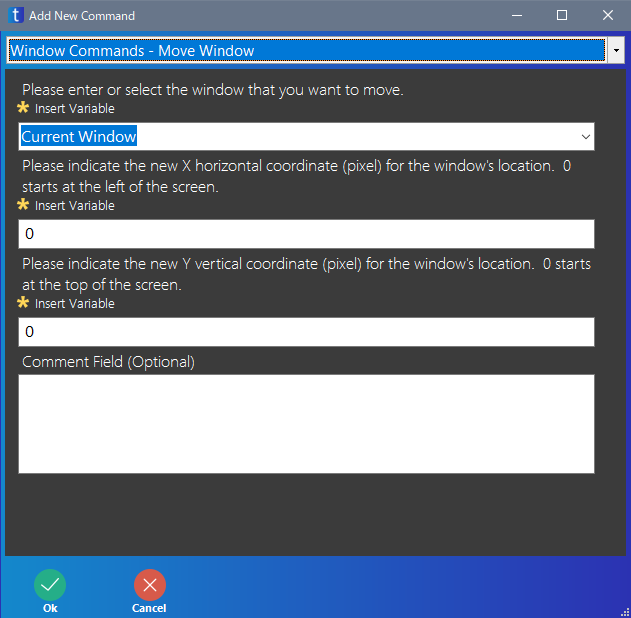 t Add New Command
Window Commands - Move Window
Please enter or select the window that you want to move.
Insert Variable
Current Window
Please indicate the new X horizontal coordinate (pixel) for the window's location.  0
starts at the left of the screen.
Insert Variable
0
Please indicate the new Y vertical coordinate (pixel) for the window's location.  0 starts
at the top of the screen.
Insert Variable
0
Comment Field (Optional)
Ok Cancel